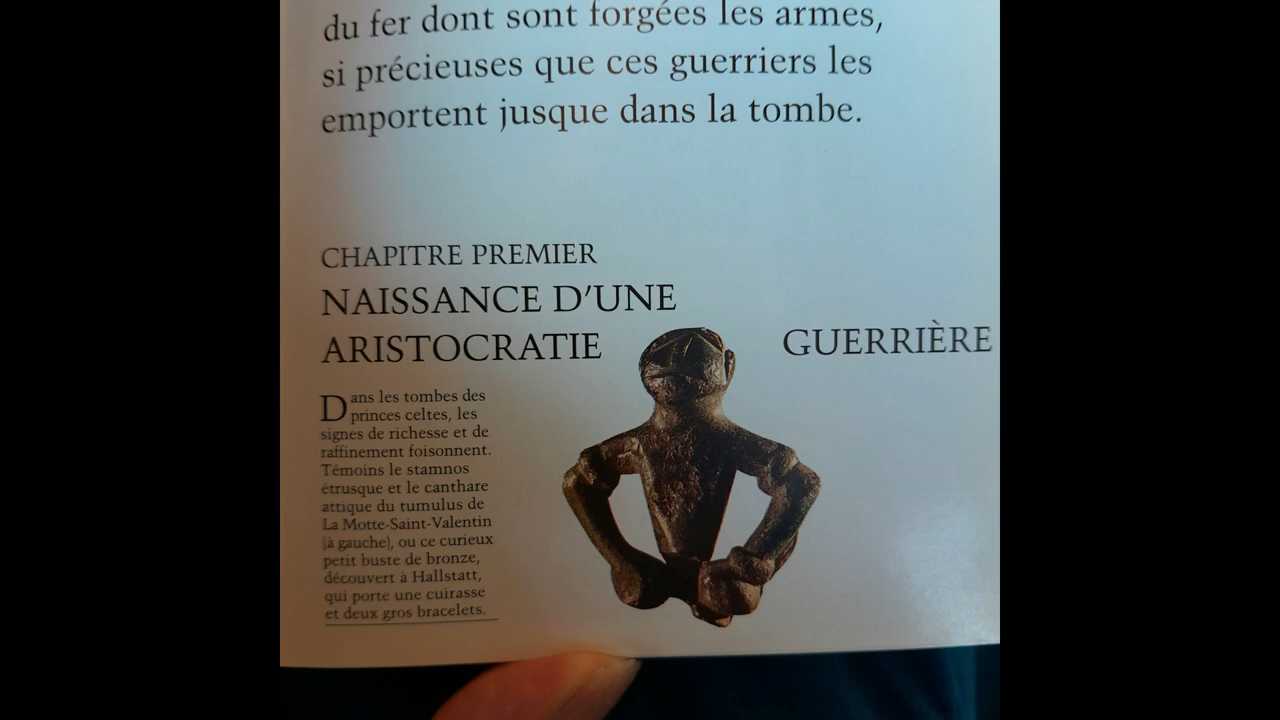 du fer dont sont forgées les armes,
si précieuses que ces guerriers les
emportent jusque dans la tombe.
CHAPITRE PREMIER
NAISSANCE D'UNE
ARISTOCRATIE GUERRIÈRE
Dans les tombes des
princes celtes, les
signes de richesse et de
raffinement foisonnent.
Témoins le stamnos
étrusque et le canthare
attique du tumulus de
La Motte-Saint-Valentin
(à gauche), ou ce curieux
petit buste de bronze,
découvert à Hallstatt,
qui porte une cuirasse
et deux gros bracelets.